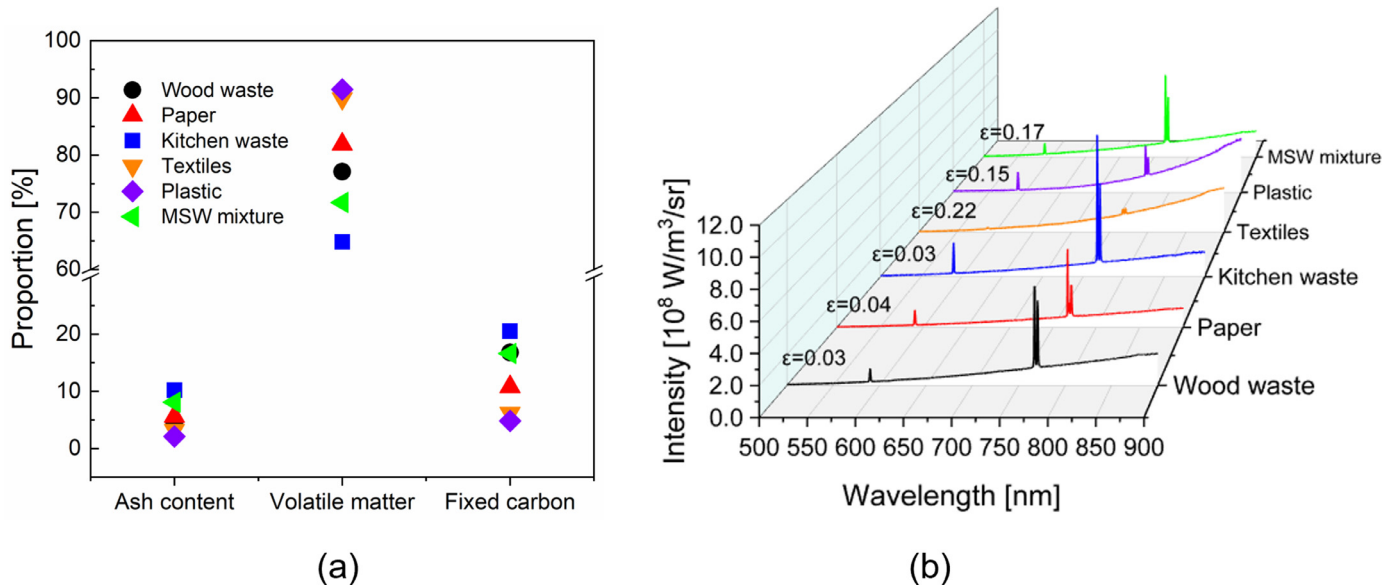 100
90
80
70
60
20
10
0
Proportion [%]
Wood waste
Paper
Kitchen waste
Textiles
Plastic
MSW mixture
Ash content Volatile matter Fixed carbon
(a)
12.0
10.0
8.0
6.0
4.0
2.0
0.0
Intensity [10⁸ W/m³/sr]
500 550 600 650 700 750 800 850 900
Wavelength [nm]
ε=0.17
ε=0.15
ε=0.22
ε=0.03
ε=0.04
ε=0.03
MSW mixture
Plastic
Textiles
Kitchen waste
Paper
Wood waste
(b)